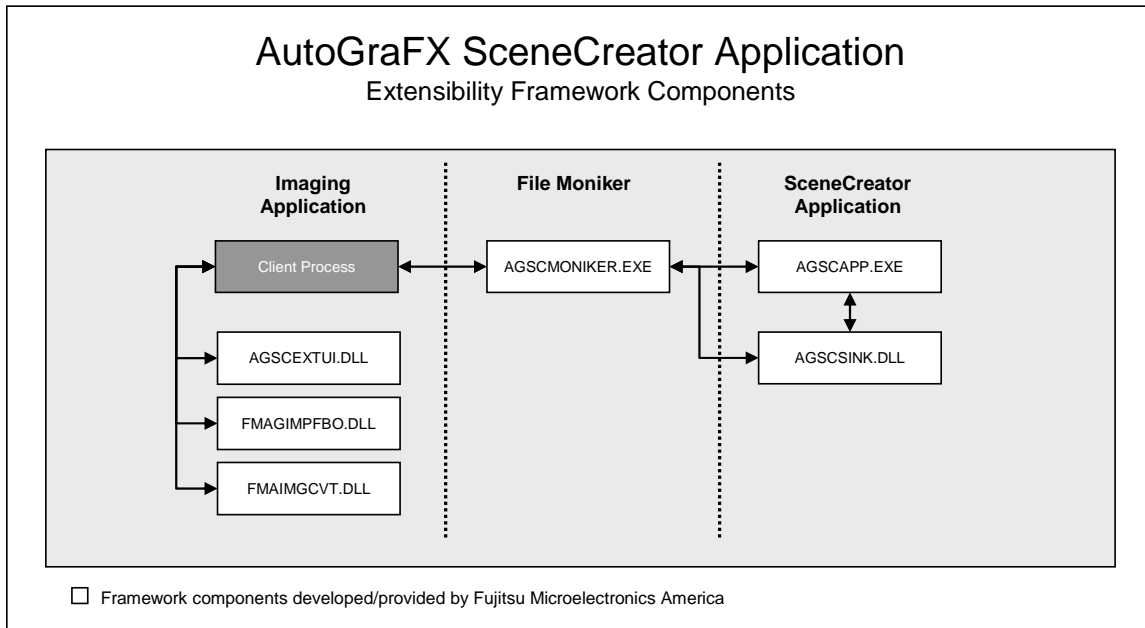 AutoGraFX SceneCreator Application
Extensibility Framework Components
Imaging
Application
File Moniker
SceneCreator
Application
Client Process
AGSCMONIKER.EXE
AGSCAPP.EXE
AGSCEXTUI.DLL
AGSCSINK.DLL
FMAGIMPFBO.DLL
FMAIMGCVT.DLL
Framework components developed/provided by Fujitsu Microelectronics America